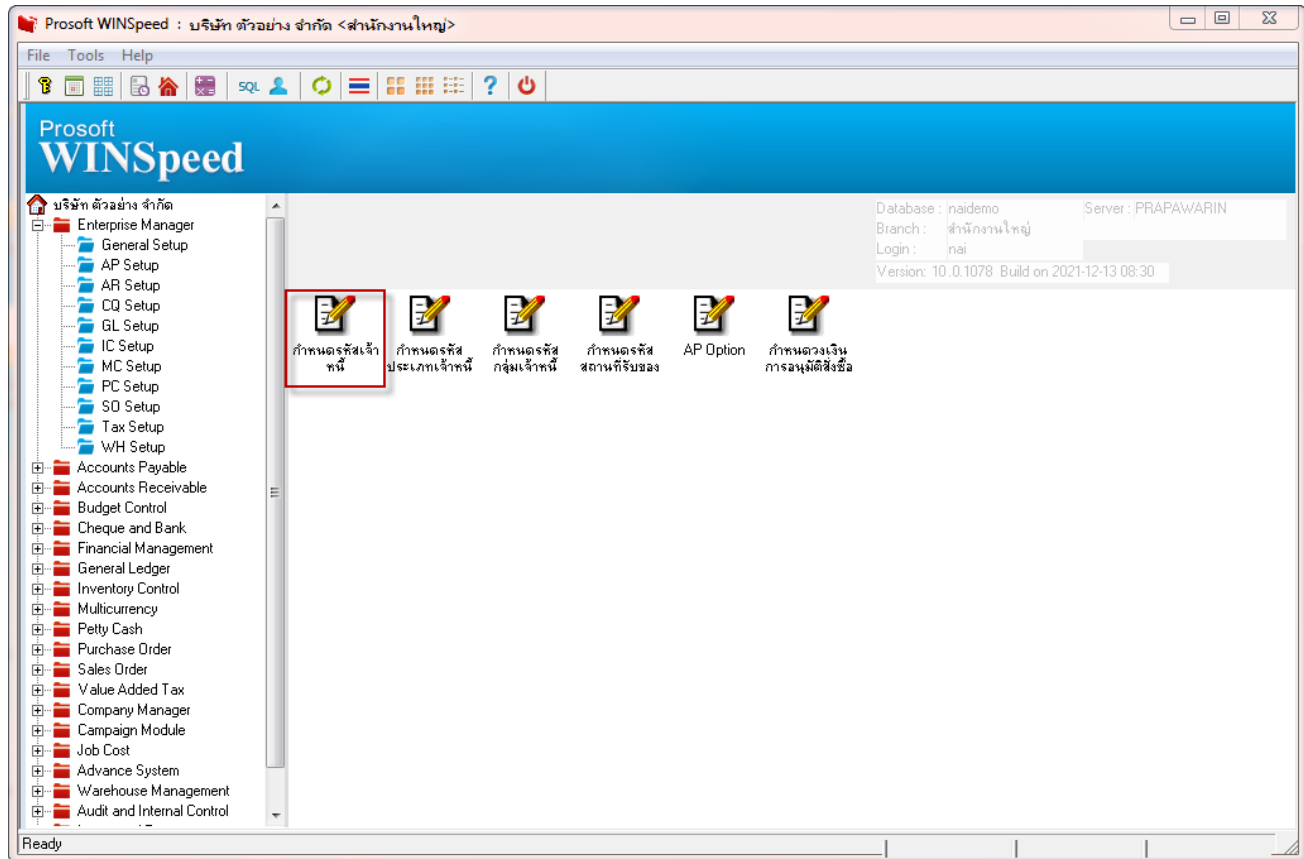 Prosoft WINSpeed : บริษัท ตัวอย่าง จำกัด <สำนักงานใหญ่>
File Tools Help
SQL
Prosoft
WINSpeed
บริษัท ตัวอย่าง จำกัด
Enterprise Manager
General Setup
AP Setup
AR Setup
CQ Setup
GL Setup
IC Setup
MC Setup
PC Setup
SO Setup
Tax Setup
WH Setup
Accounts Payable
Accounts Receivable
Budget Control
Cheque and Bank
Financial Management
General Ledger
Inventory Control
Multicurrency
Petty Cash
Purchase Order
Sales Order
Value Added Tax
Company Manager
Campaign Module
Job Cost
Advance System
Warehouse Management
Audit and Internal Control
Database : naidemo Server : PRAPAWARIN
Branch : สำนักงานใหญ่
Login : nai
Version: 10.0.1078 Build on 2021-12-13 08:30
กำหนดรหัสเจ้า
หนี้
กำหนดรหัส
ประเภทเจ้าหนี้
กำหนดรหัส
กลุ่มเจ้าหนี้
กำหนดรหัส
สถานที่รับของ
AP Option
กำหนดวงเงิน
การอนุมัติสั่งซื้อ
Ready